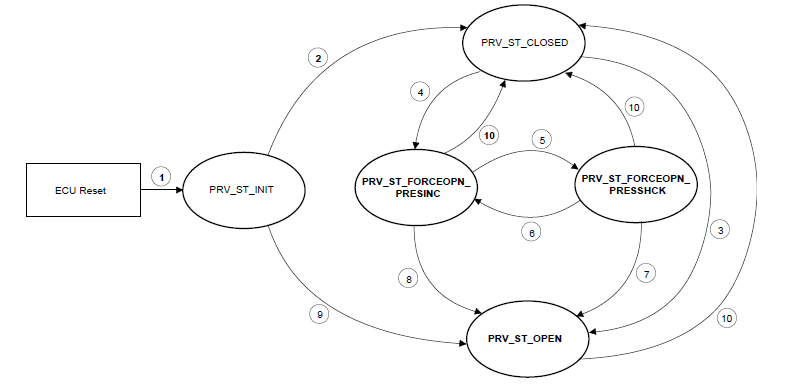 PRV_ST_CLOSED
2
4
10
10
5
1
ECU Reset
PRV_ST_INIT
PRV_ST_FORCEOPN_
PRESINC
PRV_ST_FORCEOPN_
PRESSHCK
6
3
8
7
9
10
PRV_ST_OPEN